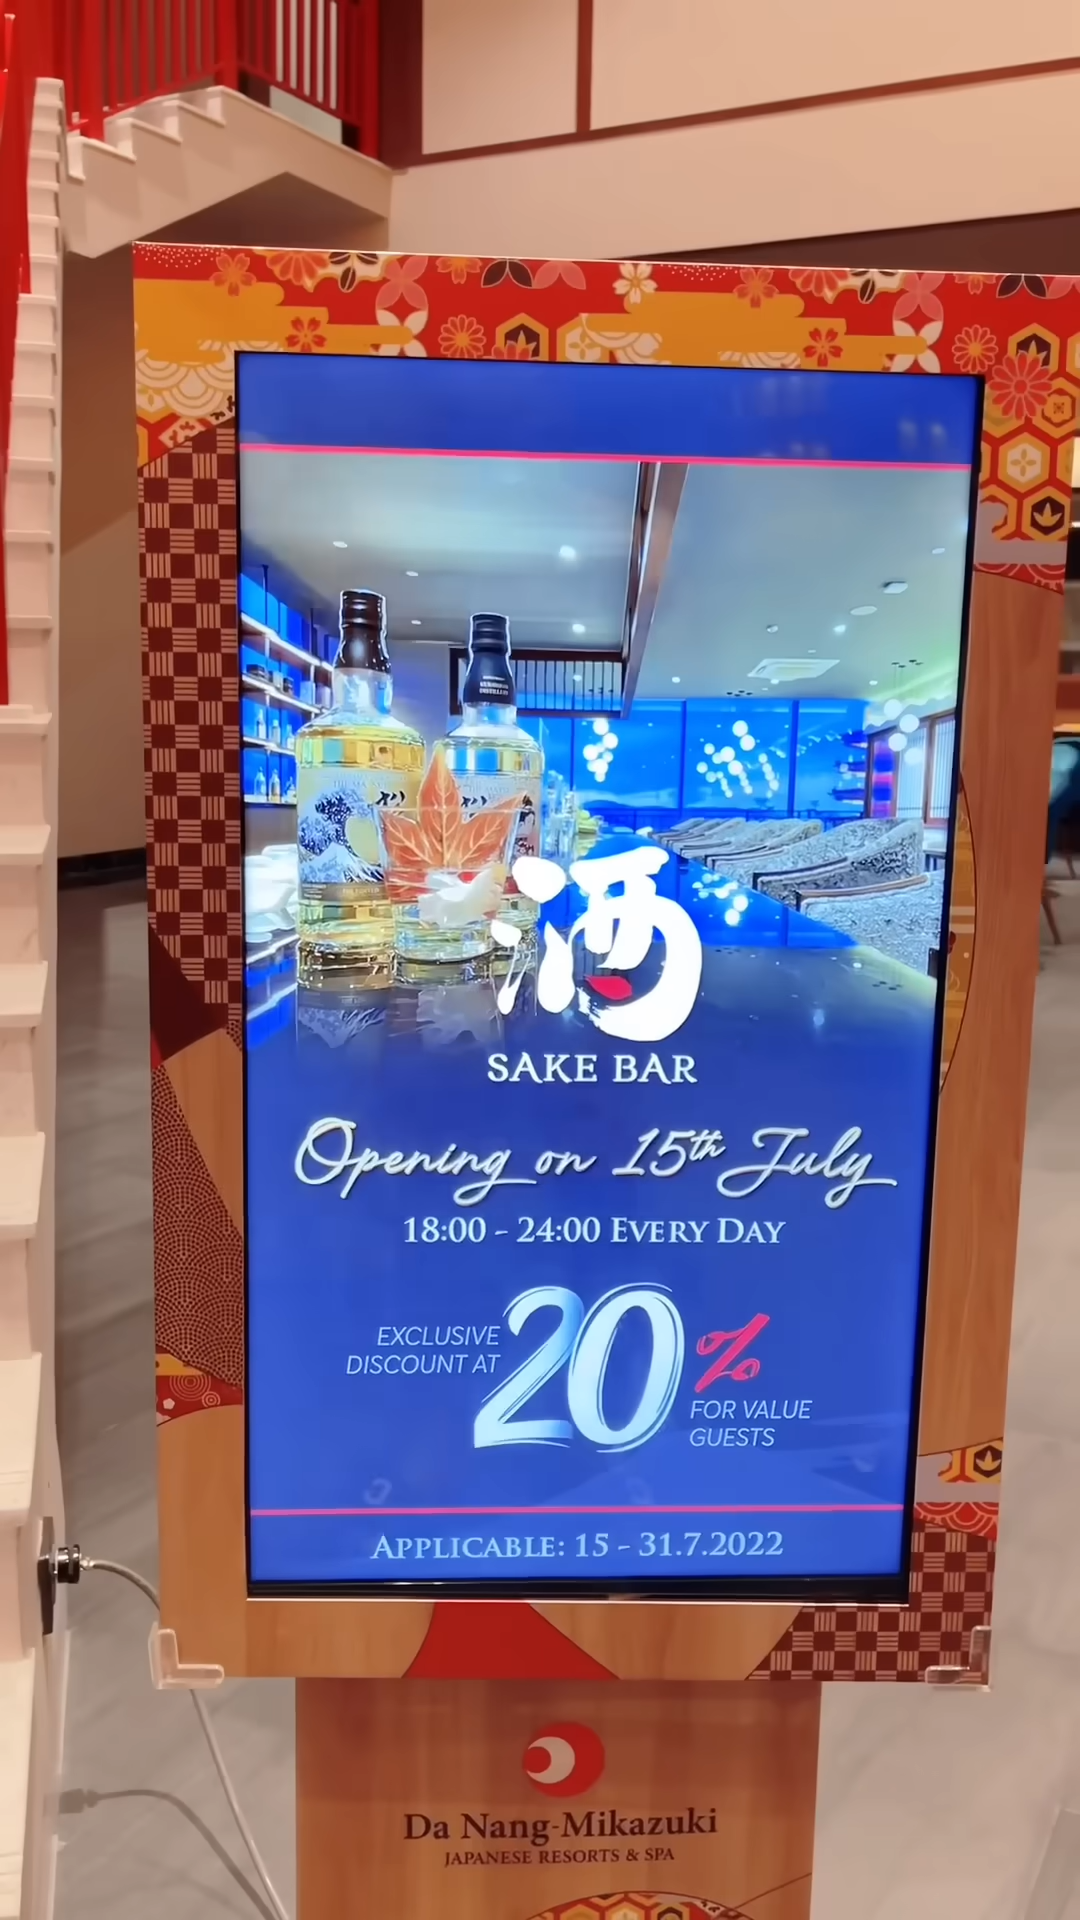 酒
SAKE BAR
Opening on 15th July
18:00 - 24:00 EVERY DAY
EXCLUSIVE
DISCOUNT AT
20%
FOR VALUE
GUESTS
APPLICABLE: 15 - 31.7.2022
Da Nang-Mikazuki
JAPANESE RESORTS & SPA